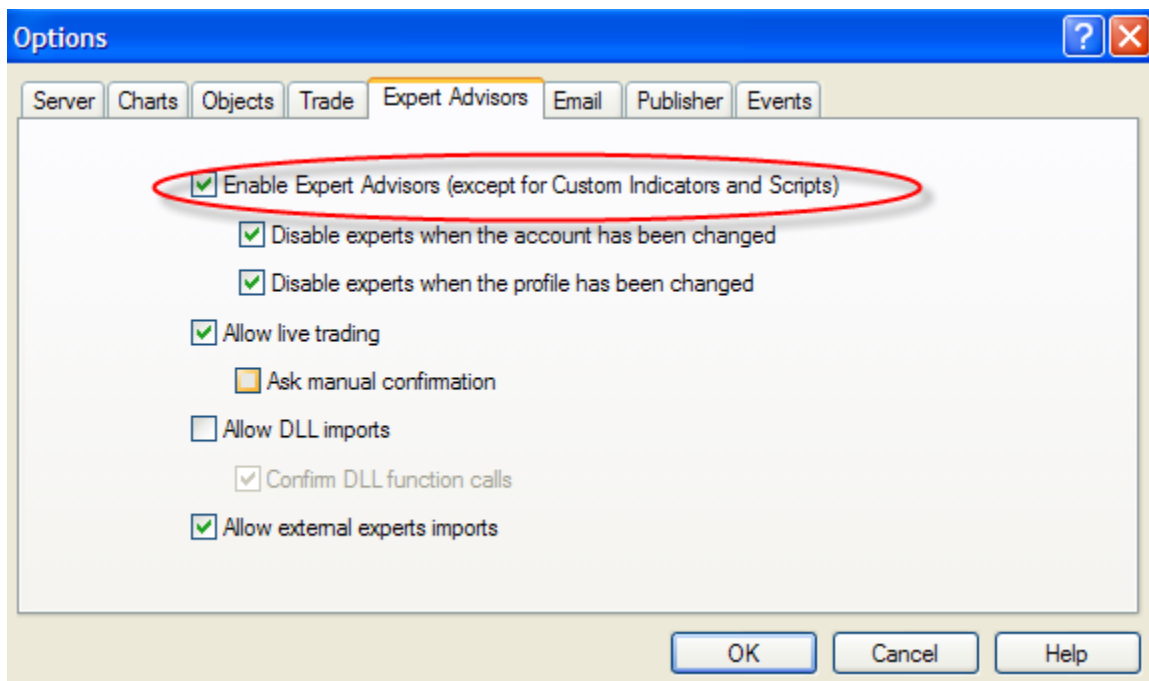 Options
Server Charts Objects Trade Expert Advisors Email Publisher Events
Enable Expert Advisors (except for Custom Indicators and Scripts)
Disable experts when the account has been changed
Disable experts when the profile has been changed
Allow live trading
Ask manual confirmation
Allow DLL imports
Confirm DLL function calls
Allow external experts imports
OK Cancel Help